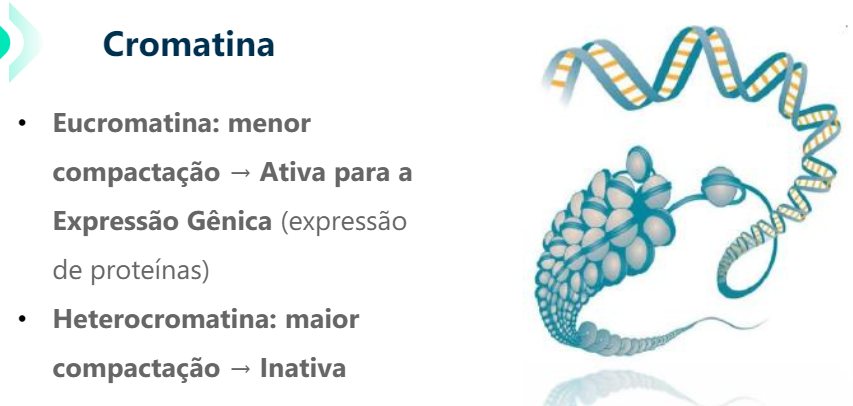 Cromatina
• Eucromatina: menor
compactação → Ativa para a
Expressão Gênica (expressão
de proteínas)
• Heterocromatina: maior
compactação → Inativa